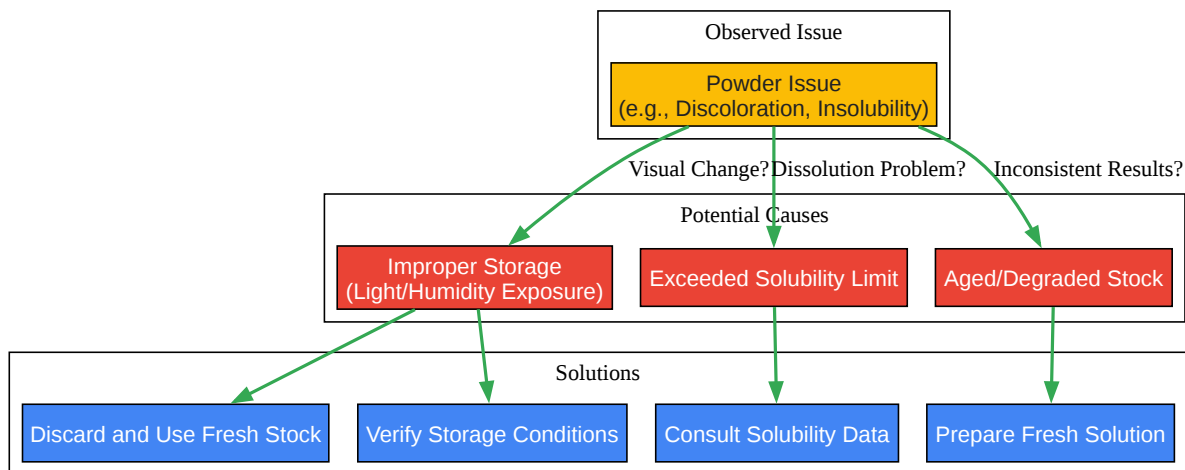 Observed Issue
Powder Issue
(e.g., Discoloration, Insolubility)
Visual Change?
Dissolution Problem?
Inconsistent Results?
Potential Causes
Improper Storage
(Light/Humidity Exposure)
Exceeded Solubility Limit
Aged/Degraded Stock
Solutions
Discard and Use Fresh Stock
Verify Storage Conditions
Consult Solubility Data
Prepare Fresh Solution